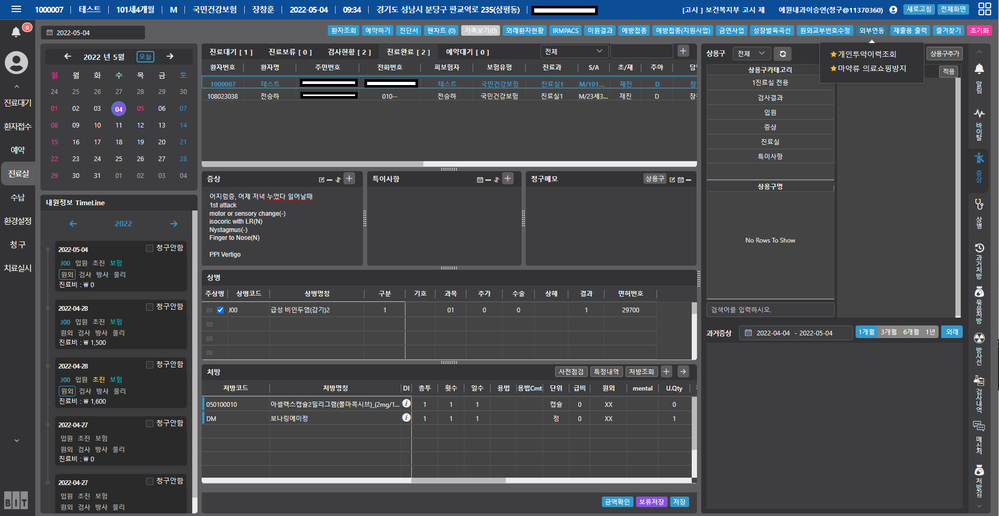 1000007 테스트 101세4개월 M 국민건강보험 장창훈 2022-05-04 09:34 경기도 성남시 분당구 판교역로 235(삼평동) [고시 ] 보건복지부 고시 제 예원내과이승연(청구@11370360) 새로고침 전체화면
0
2022-05-04
환자조회 예약하기 진단서 펜차트 (0) 가족보기(0) 외래환자현황 IRMPACS 이원결과 예방접종 예방접종(지원사업) 금연사업 성장발육곡선 원외교부번호수정 외부연동 제출용 출력 즐겨찾기 초기화
★개인투약이력조회
★마약류 의료쇼핑방지
진료대기
환자접수
예약
진료실
수납
환경설정
청구
치료실시
BIT
2022 년 5월 오늘
일 월 화 수 목 금 토
24 25 26 27 28 29 30
01 02 03 04 05 06 07
08 09 10 11 12 13 14
15 16 17 18 19 20 21
22 23 24 25 26 27 28
29 30 31 01 02 03 04
내원정보 TimeLine
2022
2022-05-04 청구안함
J00 입원 초진 보험
원외 검사 방사 물리
진료비 : ₩ 0
2022-04-28 청구안함
J00 입원 초진 보험
원외 검사 방사 물리
진료비 : ₩ 1,500
2022-04-28 청구안함
J00 입원 초진 보험
원외 검사 방사 물리
진료비 : ₩ 1,600
2022-04-27 청구안함
입원 초진 보험
원외 검사 방사 물리
진료비 : ₩ 0
2022-04-27 청구안함
입원 초진 보험
원외 검사 방사 물리
진료대기 [ 1 ] 진료보류 [ 0 ] 검사현황 [ 2 ] 진료완료 [ 2 ] 예약대기 [ 0 ] 전체
환자번호 환자명 주민번호 전화번호 피보험자 보험유형 진료과 S/A 초/재 주야
1000007 테스트 테스트 국민건강보험 진료실1 M/101... 재진 D
108023038 전승하 010-- 전승하 국민건강보험 진료실1 M/23세3... 재진 D
증상
어지럼증, 어제 저녁 누었다 일어날때
1st attack
motor or sensory change(-)
isocoric with LR(N)
Nystagmus(-)
Finger to Nose(N)
PPI Vertigo
특이사항
청구메모 상용구
상병
주상병 상병코드 상병명칭 구분 기호 과목 추가 수술 상해 결과 면허번호
J00 급성 비인두염(감기)2 1 01 0 0 1 29700
처방 사전점검 특정내역 처방조회
처방코드 처방명칭 DI 총투 횟수 일수 용법 용법Cmt 단위 급비 원외 mental U.Qty
050100010 아셀렉스캡슐2밀리그램(폴마콕시브)_(2mg/1... 1 1 1 캡슐 0 XX 0
DM 보나링에이정 1 1 1 정 0 XX 1
금액확인 보류저장 저장
상용구 전체 상용구추가
적용
상용구카테고리
1진료실 전용
검사결과
입원
증상
진료실
특이사항
상용구명
No Rows To Show
검색어를 입력하시오.
과거증상 2022-04-04 - 2022-05-04 1개월 3개월 6개월 1년 외래
알림
바이탈
증상
상병
과거처방
묶음처방
방사선
검사내역
메신저
처방검